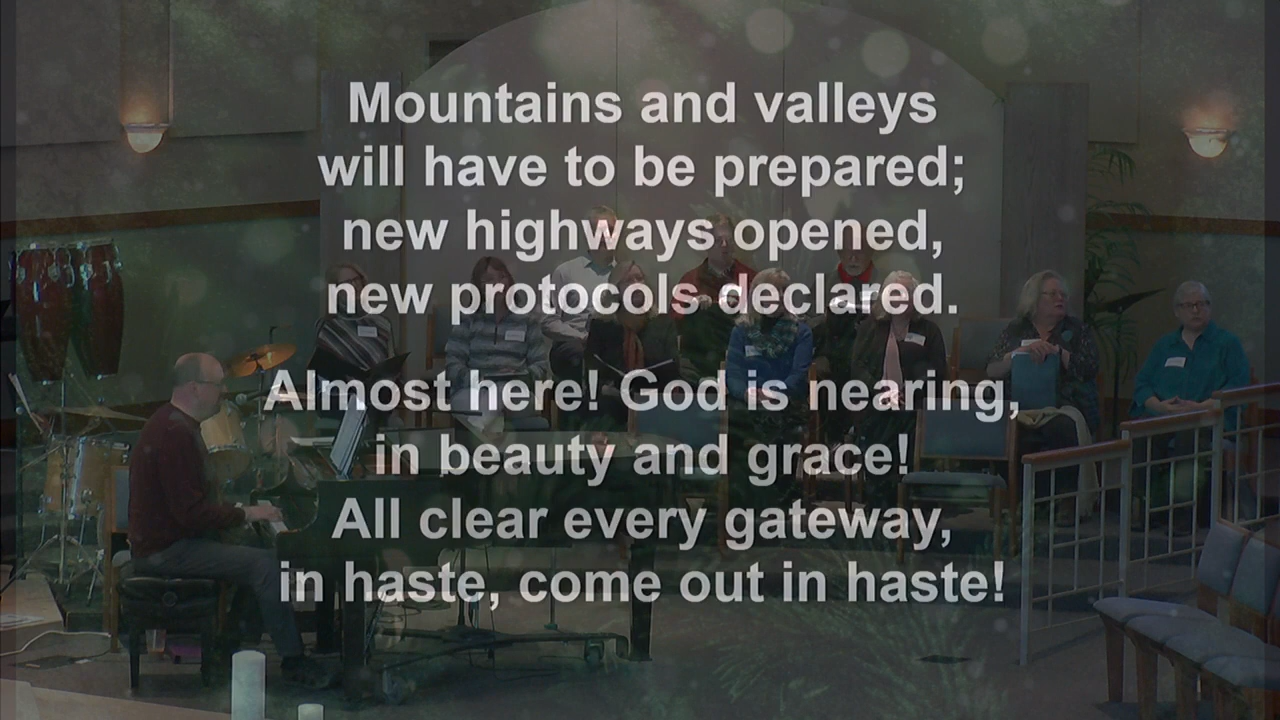 Mountains and valleys
will have to be prepared;
new highways opened,
new protocols declared.
Almost here! God is nearing,
in beauty and grace!
All clear every gateway,
in haste, come out in haste!